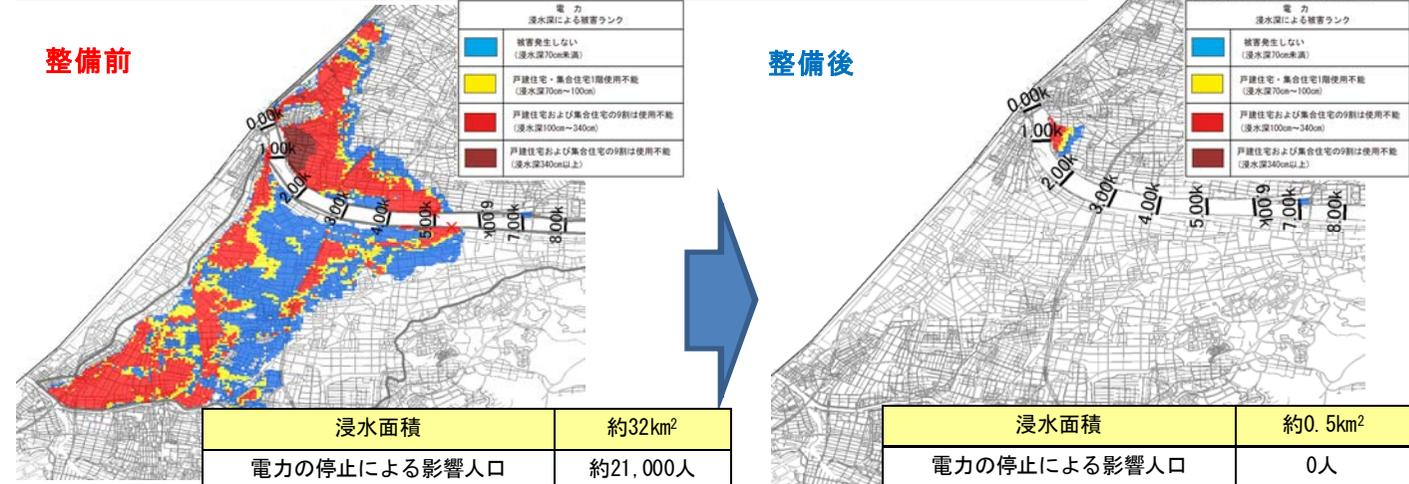 整備前
電 力
浸水深による被害ランク
被害発生しない
(浸水深70cm未満)
戸建住宅・集合住宅1階使用不能
(浸水深70cm～100cm)
戸建住宅および集合住宅の9割は使用不能
(浸水深100cm～340cm)
戸建住宅および集合住宅の9割は使用不能
(浸水深340cm以上)
0.00k
1.00k
2.00k
3.00k
4.00k
5.00k
6.00k
7.00k
8.00k
浸水面積 約32km²
電力の停止による影響人口 約21,000人
整備後
電 力
浸水深による被害ランク
被害発生しない
(浸水深70cm未満)
戸建住宅・集合住宅1階使用不能
(浸水深70cm～100cm)
戸建住宅および集合住宅の9割は使用不能
(浸水深100cm～340cm)
戸建住宅および集合住宅の9割は使用不能
(浸水深340cm以上)
0.00k
1.00k
2.00k
3.00k
4.00k
5.00k
6.00k
7.00k
8.00k
浸水面積 約0.5km²
電力の停止による影響人口 0人